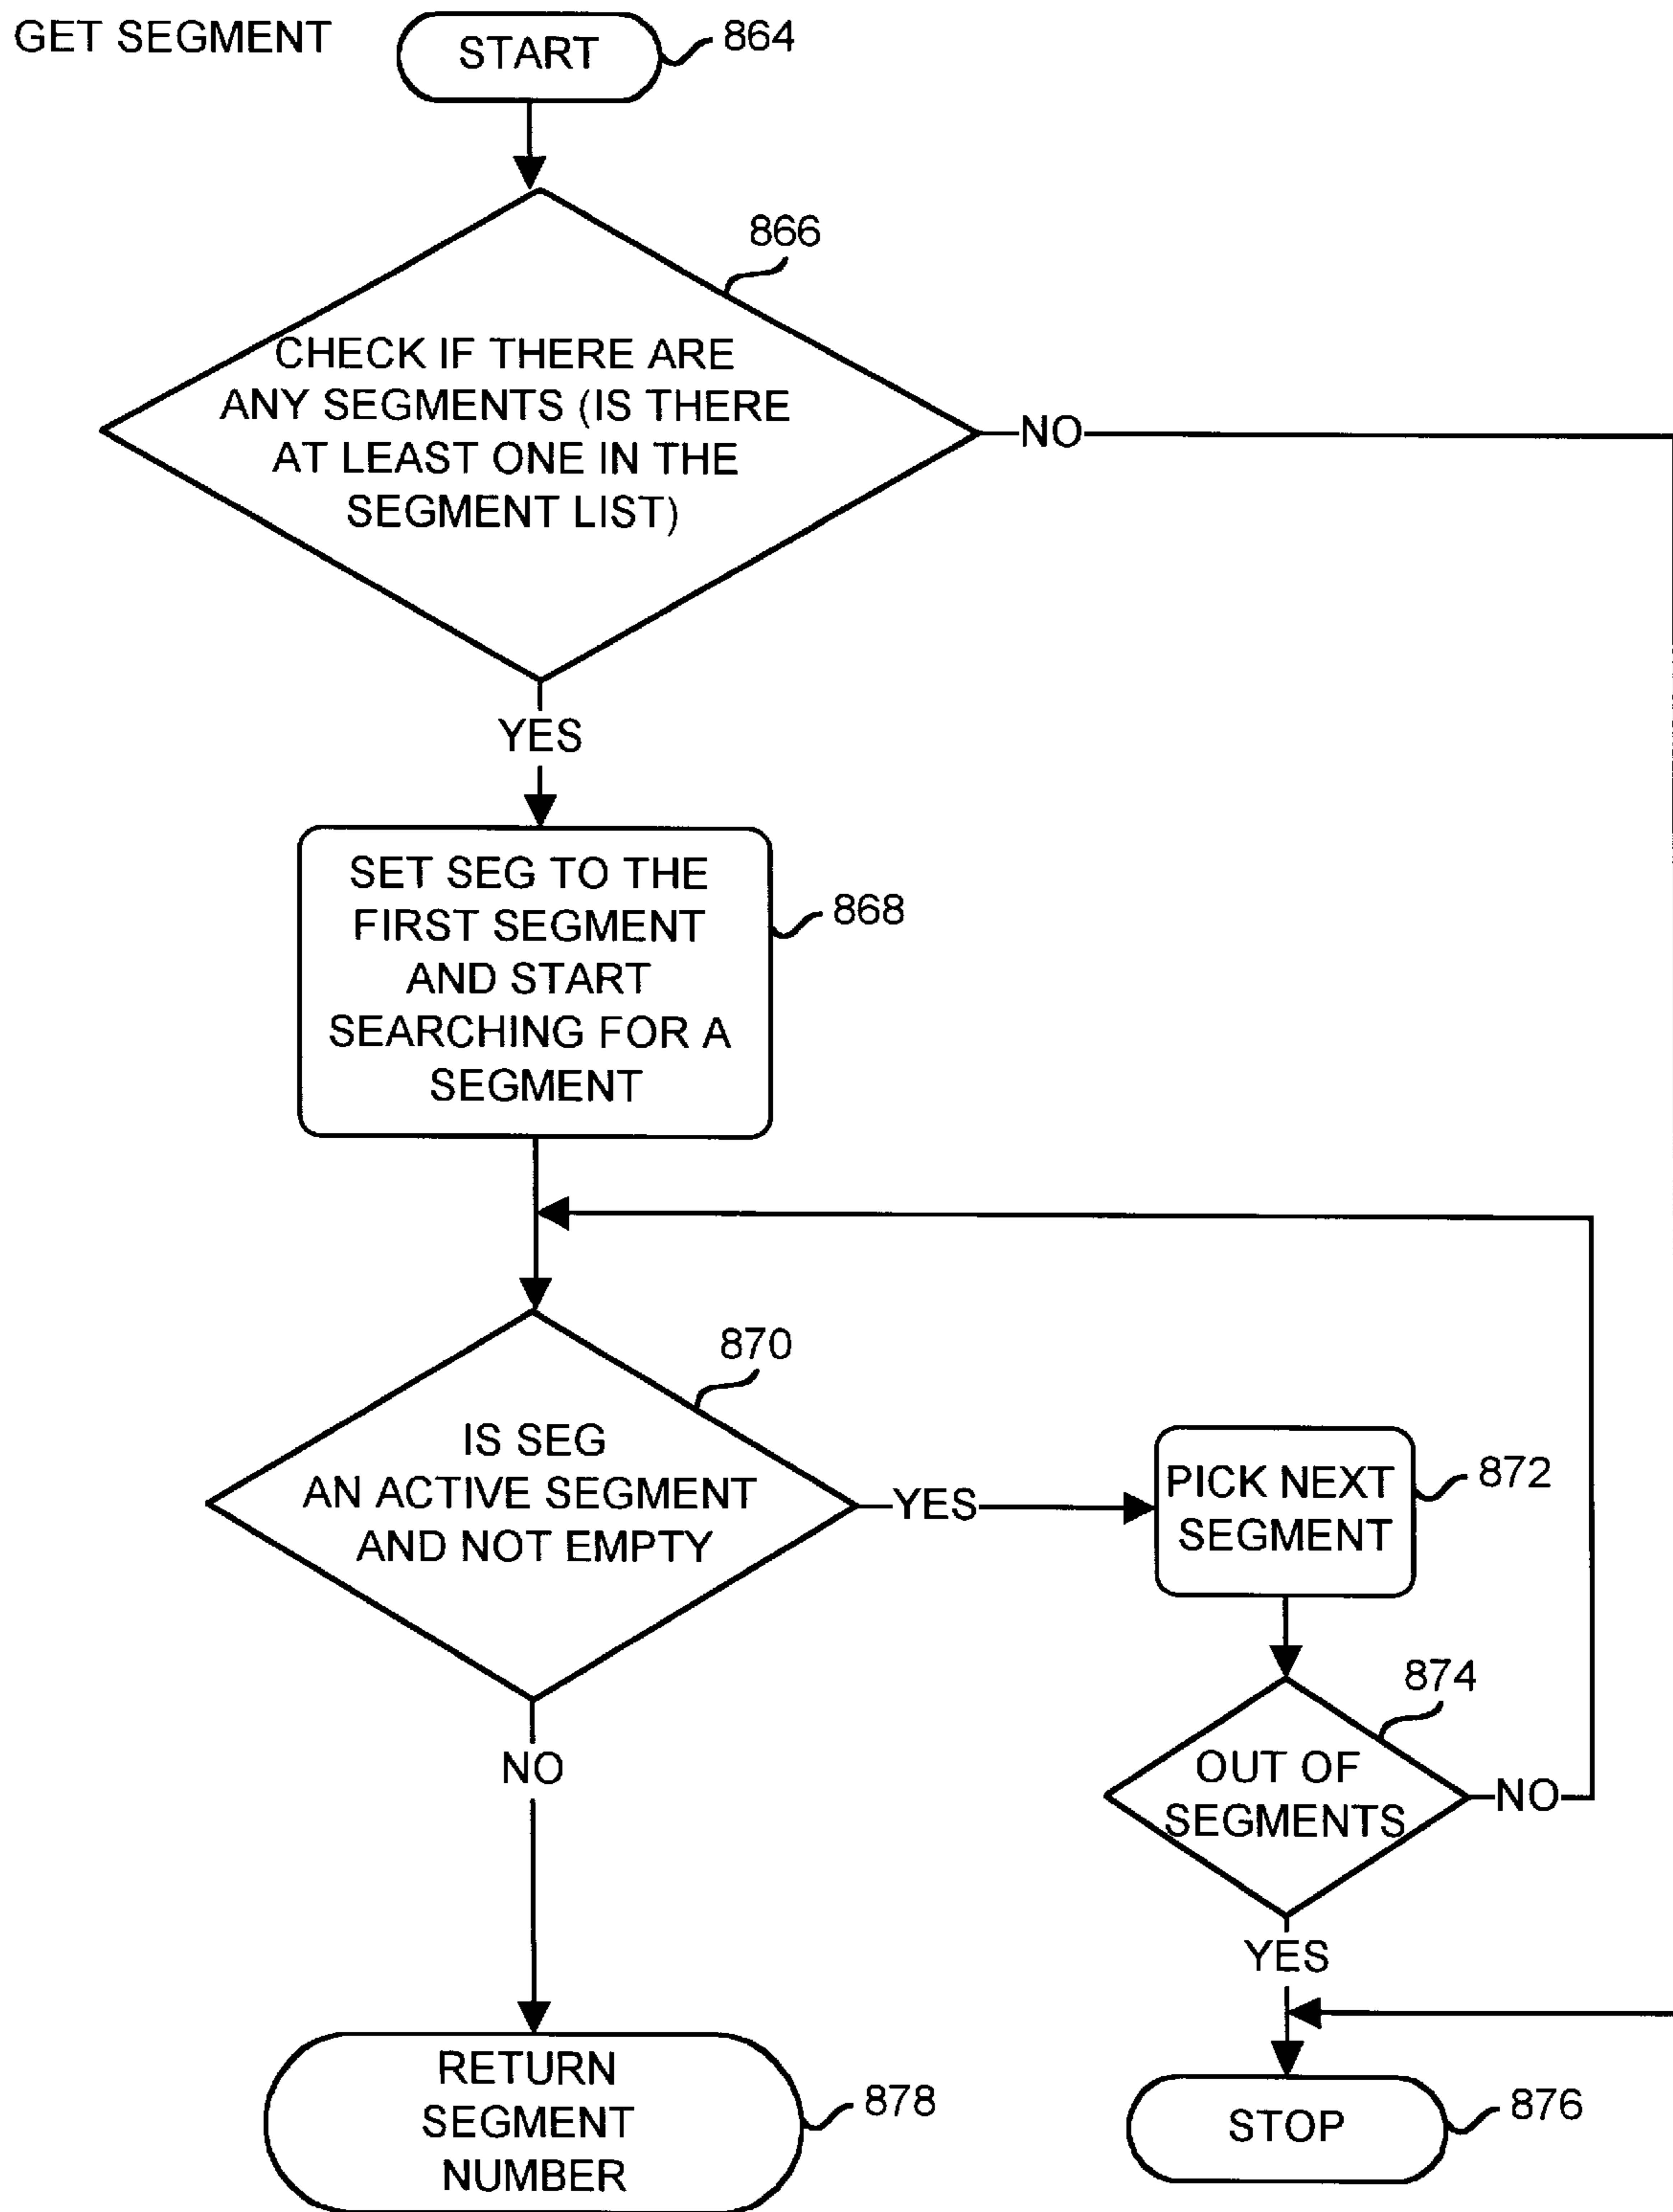 GET SEGMENT
START
864
866
CHECK IF THERE ARE
ANY SEGMENTS (IS THERE
AT LEAST ONE IN THE
SEGMENT LIST)
NO
YES
SET SEG TO THE
FIRST SEGMENT
AND START
SEARCHING FOR A
SEGMENT
868
870
IS SEG
AN ACTIVE SEGMENT
AND NOT EMPTY
YES
PICK NEXT
SEGMENT
872
874
OUT OF
SEGMENTS
NO
NO
YES
RETURN
SEGMENT
NUMBER
878
STOP
876